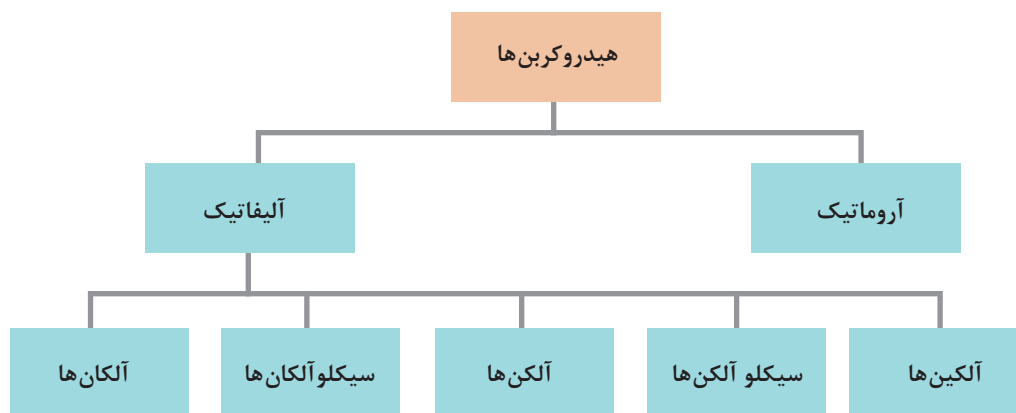 هیدروکربن‌ها
آروماتیک
آلیفاتیک
آلکین‌ها
سیکلو آلکن‌ها
آلکن‌ها
سیکلوآلکان‌ها
آلکان‌ها